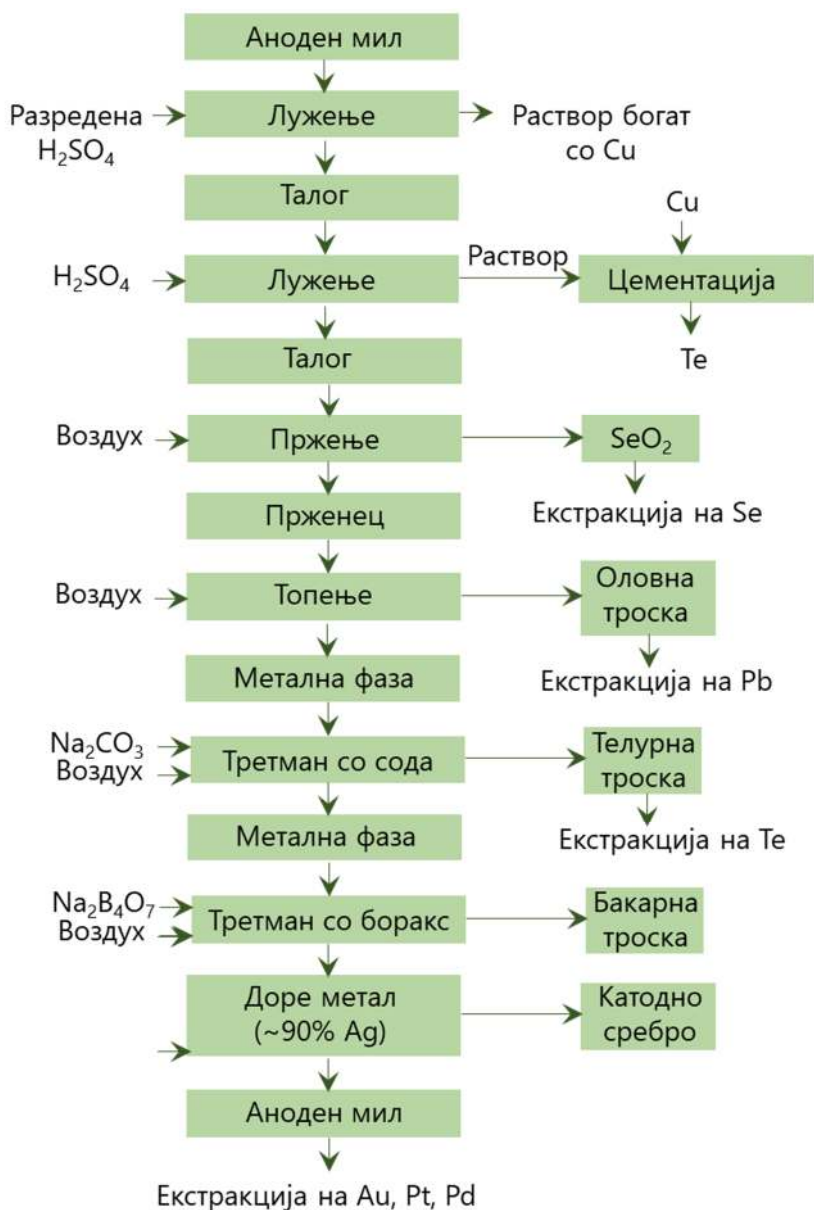 Аноден мил
Разредена
H₂SO₄
Лужење
Раствор богат
со Cu
Талог
Cu
H₂SO₄
Лужење
Раствор
Цементација
Te
Талог
Воздух
Пржење
SeO₂
Екстракција на Se
Прженец
Воздух
Топење
Оловна
троска
Екстракција на Pb
Метална фаза
Na₂CO₃
Воздух
Третман со сода
Телурна
троска
Екстракција на Te
Метална фаза
Na₂B₄O₇
Воздух
Третман со боракс
Бакарна
троска
Доре метал
(~90% Ag)
Катодно
сребро
Аноден мил
Екстракција на Au, Pt, Pd